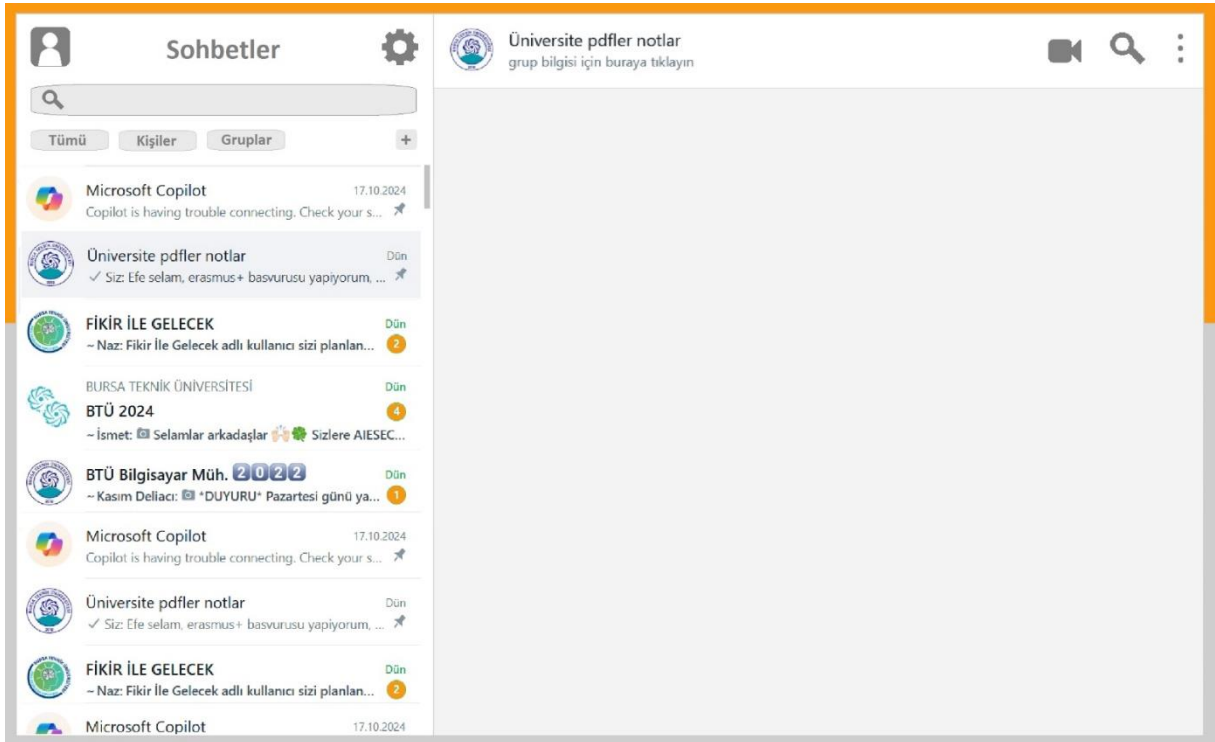 Sohbetler
Tümü Kişiler Gruplar +
Microsoft Copilot 17.10.2024
Copilot is having trouble connecting. Check your s...
Üniversite pdfler notlar Dün
✓ Siz: Efe selam, erasmus+ basvurusu yapiyorum, ...
FİKİR İLE GELECEK Dün
~ Naz: Fikir İle Gelecek adlı kullanıcı sizi planlan... 2
BURSA TEKNİK ÜNİVERSİTESİ Dün
BTÜ 2024 4
~ İsmet: 📷 Selamlar arkadaşlar 🙌🏻🍀 Sizlere AIESEC...
BTÜ Bilgisayar Müh. 2️⃣0️⃣2️⃣2️⃣ Dün
~ Kasım Deliacı: 📷 *DUYURU* Pazartesi günü ya... 1
Microsoft Copilot 17.10.2024
Copilot is having trouble connecting. Check your s...
Üniversite pdfler notlar Dün
✓ Siz: Efe selam, erasmus+ basvurusu yapiyorum, ...
FİKİR İLE GELECEK Dün
~ Naz: Fikir İle Gelecek adlı kullanıcı sizi planlan... 2
Microsoft Copilot 17.10.2024
Üniversite pdfler notlar
grup bilgisi için buraya tıklayın